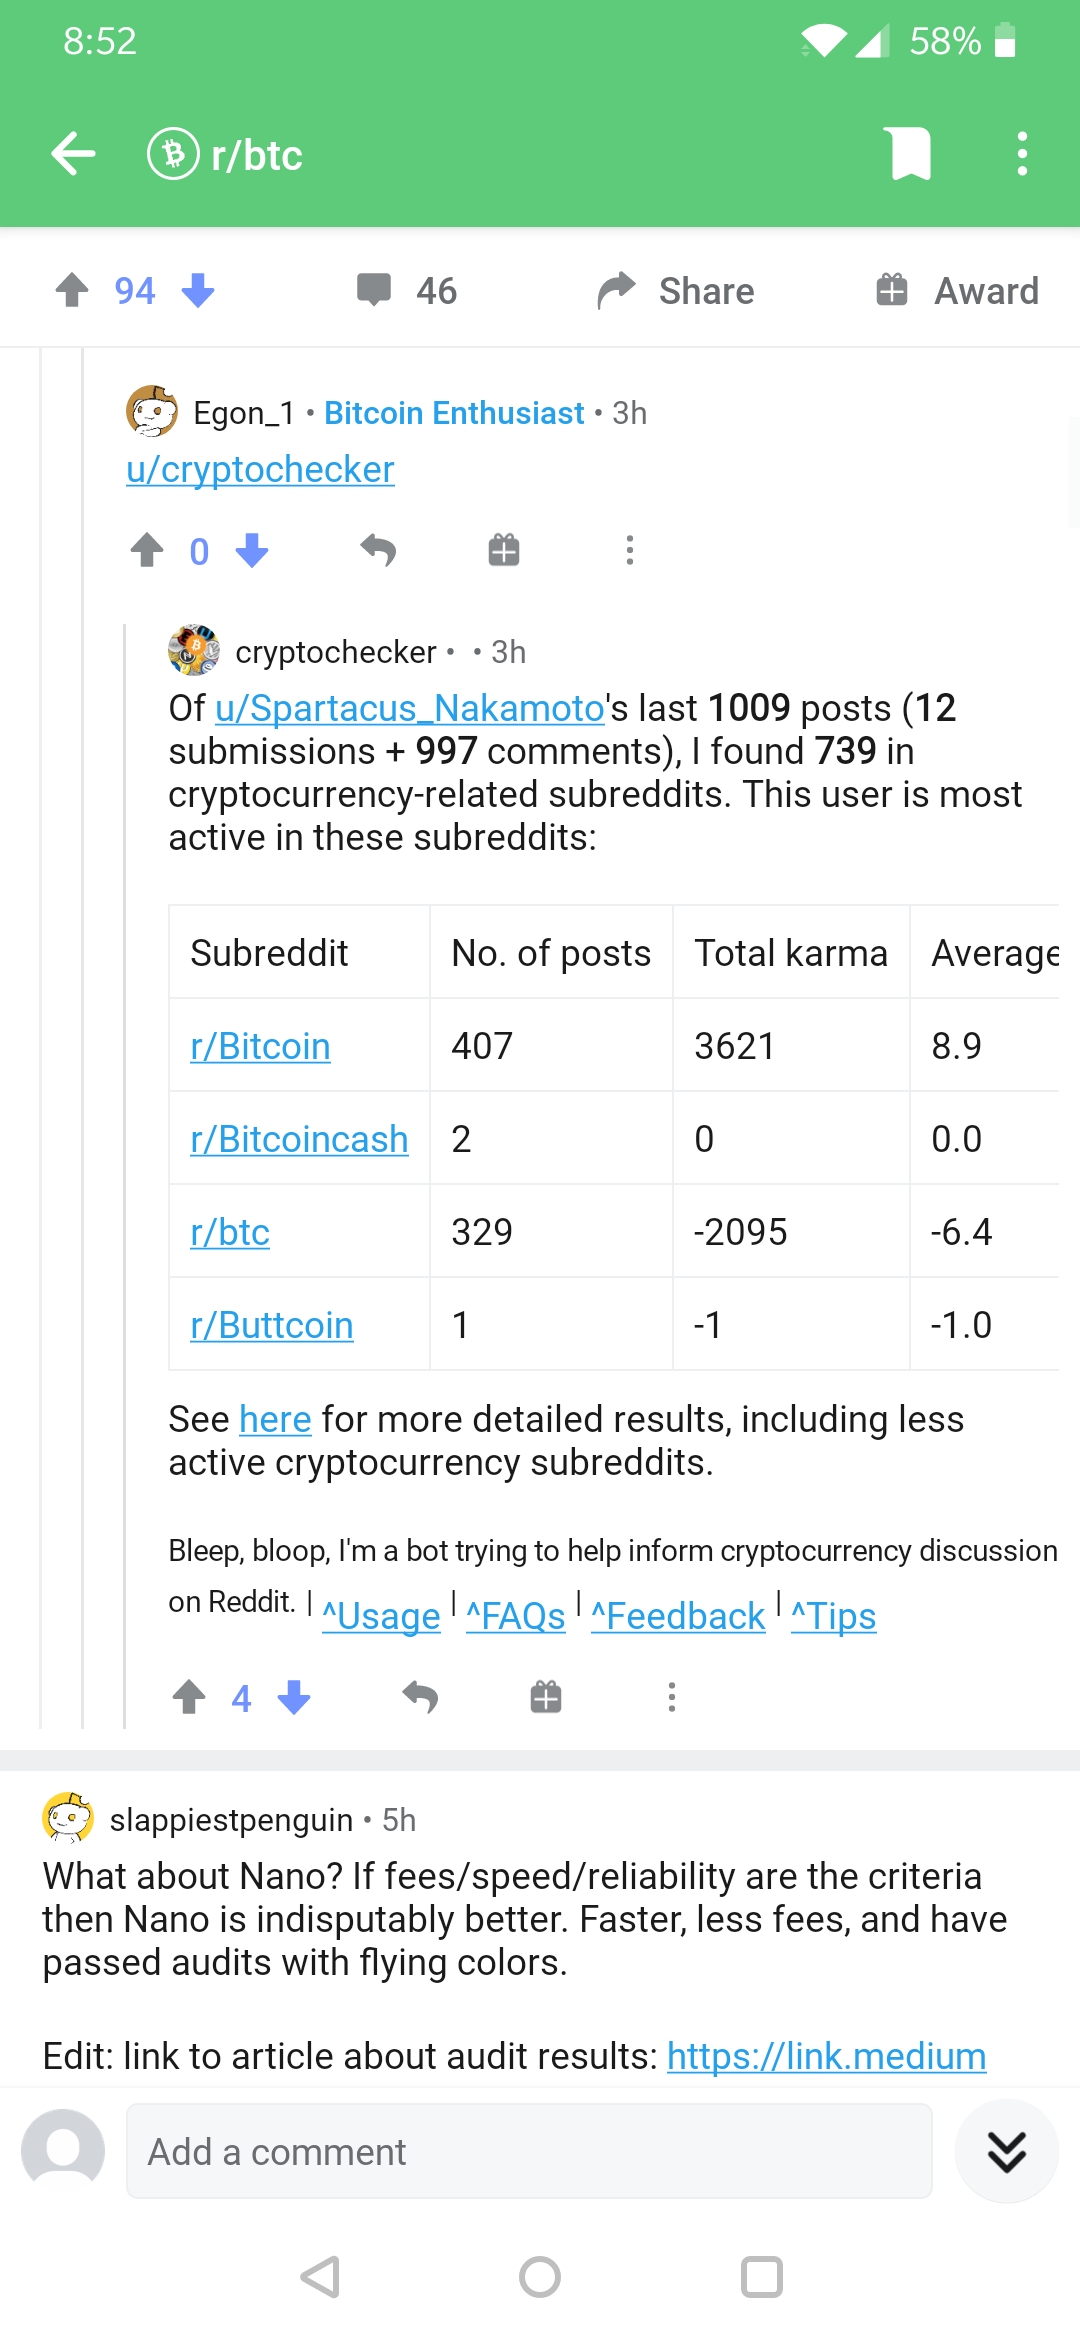 8:52
58%
r/btc
94
46
Share
Award
Egon_1 • Bitcoin Enthusiast • 3h
u/cryptochecker
0
cryptochecker • • 3h
Of u/Spartacus_Nakamoto's last 1009 posts (12
submissions + 997 comments), I found 739 in
cryptocurrency-related subreddits. This user is most
active in these subreddits:
Subreddit No. of posts Total karma Average
r/Bitcoin 407 3621 8.9
r/Bitcoincash 2 0 0.0
r/btc 329 -2095 -6.4
r/Buttcoin 1 -1 -1.0
See here for more detailed results, including less
active cryptocurrency subreddits.
Bleep, bloop, I'm a bot trying to help inform cryptocurrency discussion
on Reddit. | ^Usage | ^FAQs | ^Feedback | ^Tips
4
slappiestpenguin • 5h
What about Nano? If fees/speed/reliability are the criteria
then Nano is indisputably better. Faster, less fees, and have
passed audits with flying colors.
Edit: link to article about audit results: https://link.medium
Add a comment